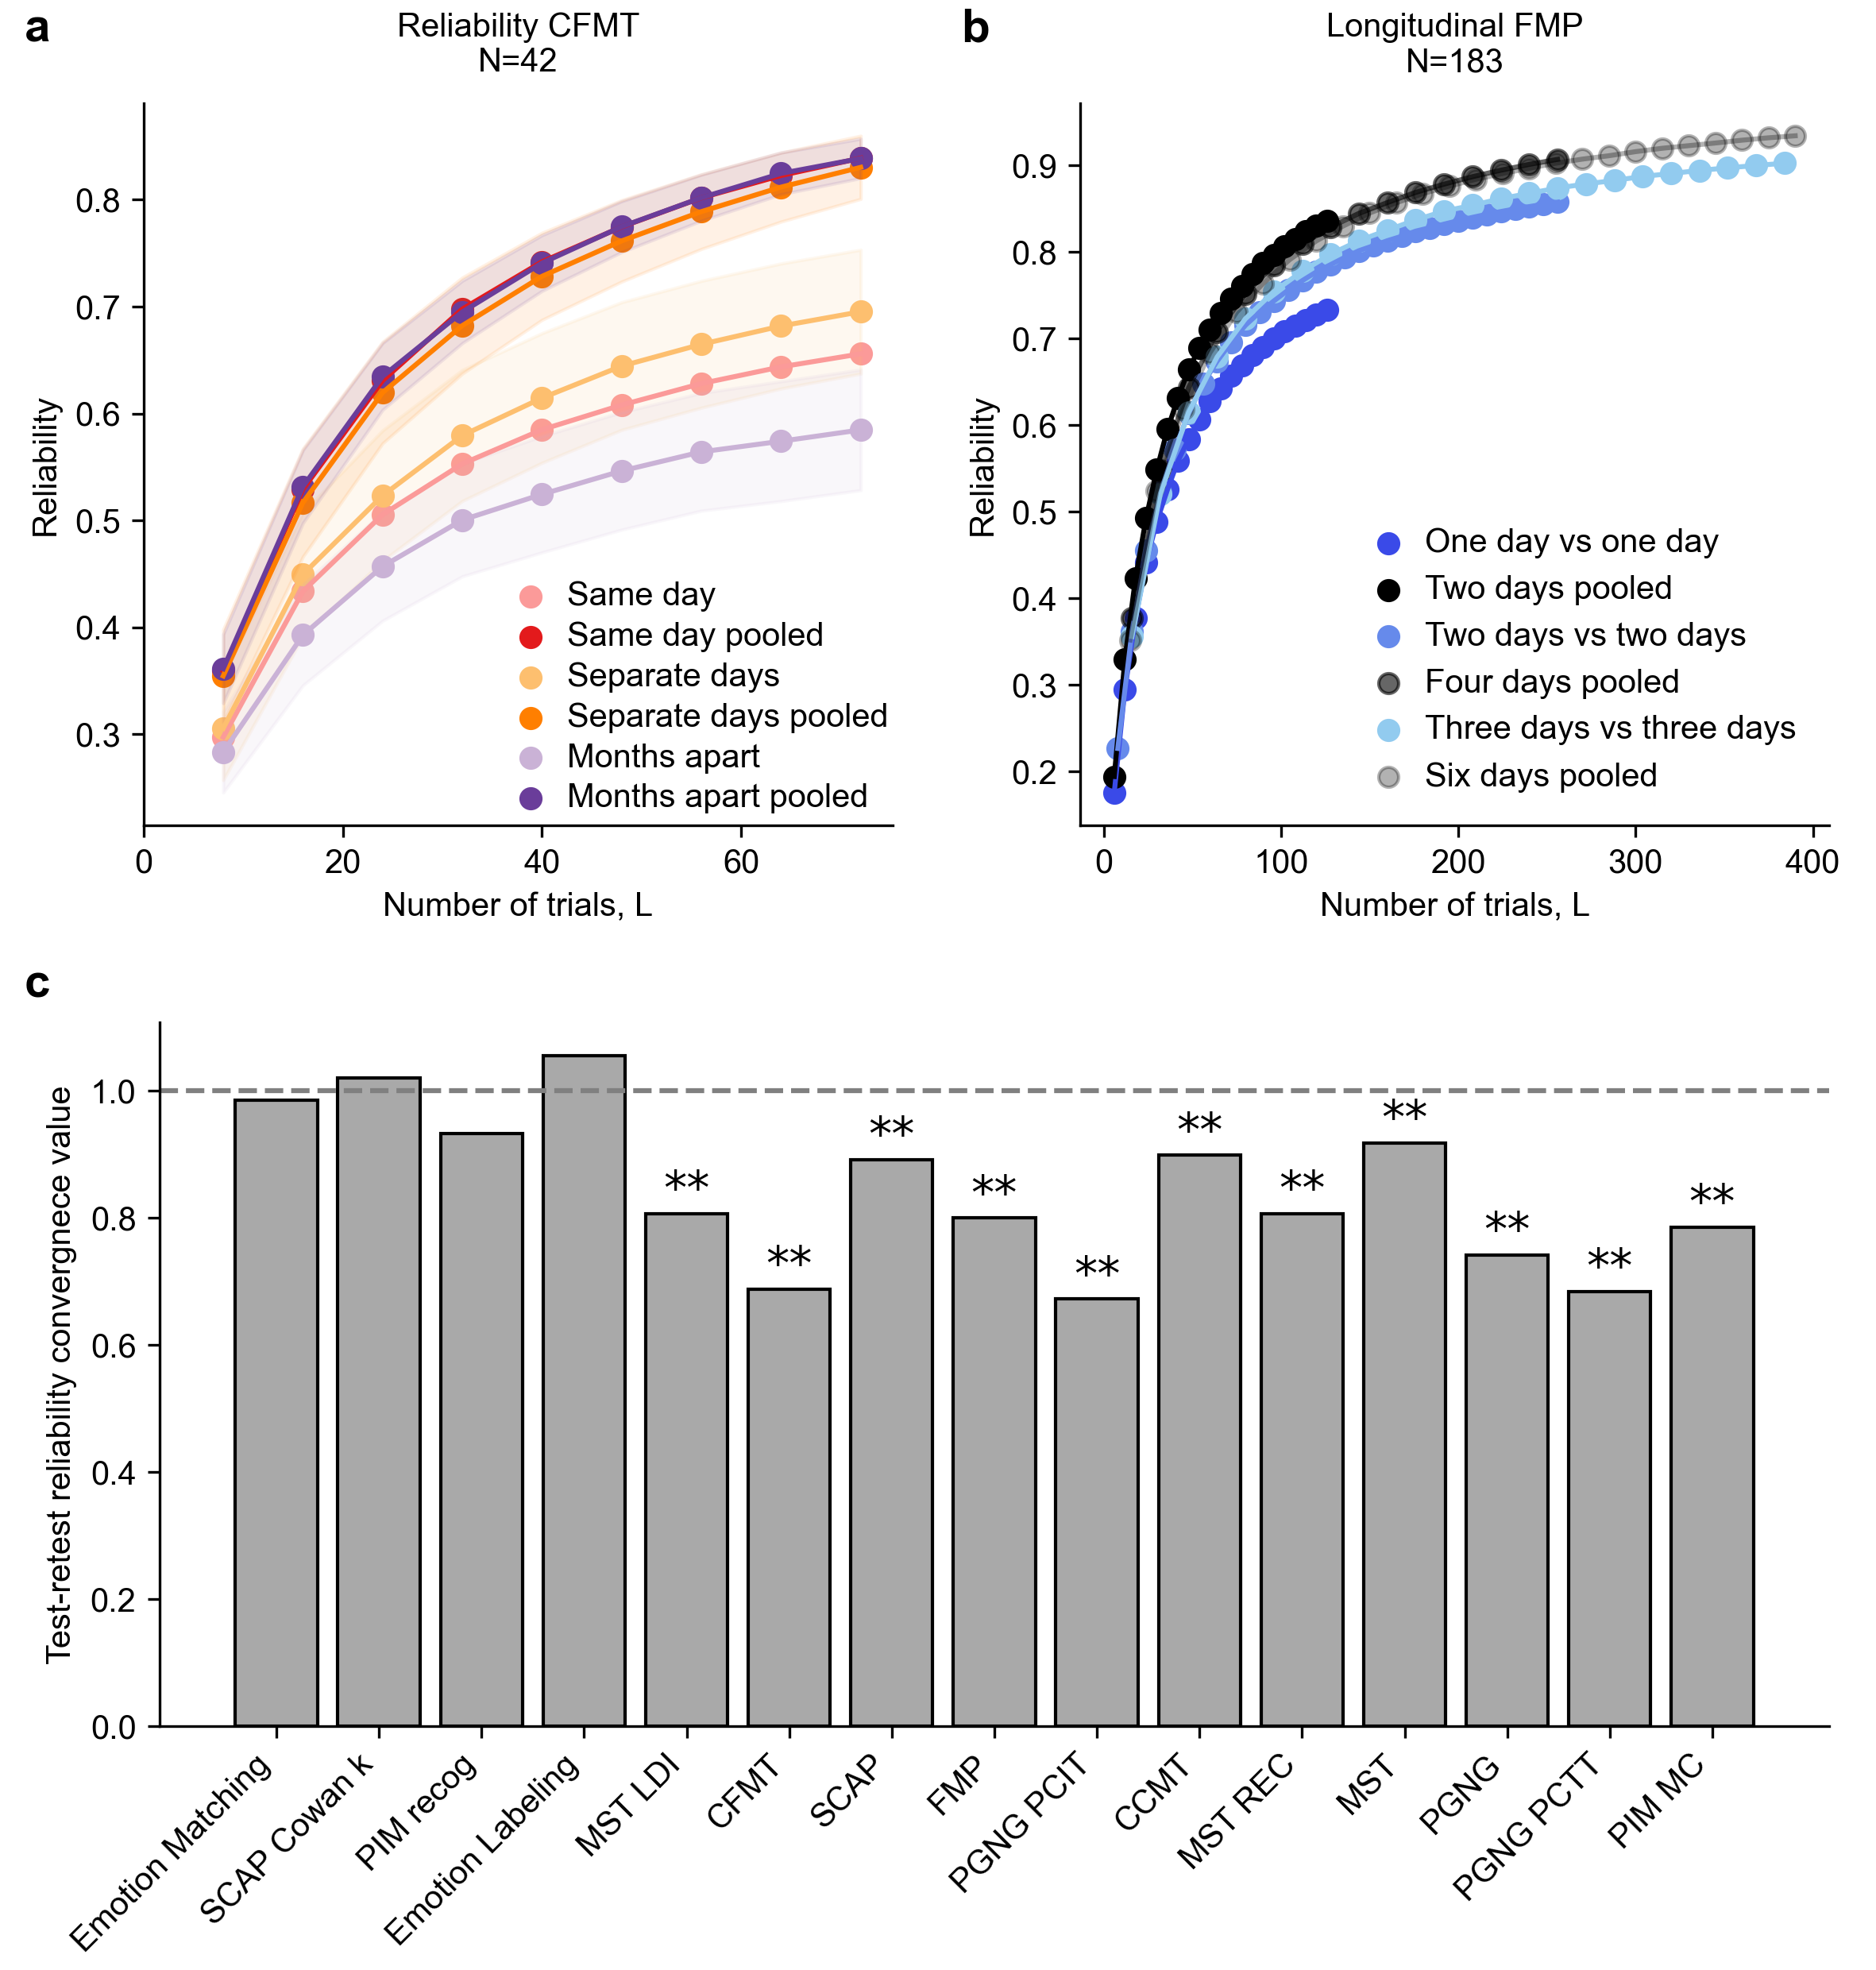 a
Reliability CFMT
N=42
Reliability
0.8
0.7
0.6
0.5
0.4
0.3
Same day
Same day pooled
Separate days
Separate days pooled
Months apart
Months apart pooled
0 20 40 60
Number of trials, L
b
Longitudinal FMP
N=183
Reliability
0.9
0.8
0.7
0.6
0.5
0.4
0.3
0.2
One day vs one day
Two days pooled
Two days vs two days
Four days pooled
Three days vs three days
Six days pooled
0 100 200 300 400
Number of trials, L
c
Test-retest reliability convergnece value
1.0
0.8
0.6
0.4
0.2
0.0
** ** ** ** ** ** ** ** ** ** **
Emotion Matching
SCAP Cowan k
PIM recog
Emotion Labeling
MST LDI
CFMT
SCAP
FMP
PGNG PCIT
CCMT
MST REC
MST
PGNG
PGNG PCTT
PIM MC